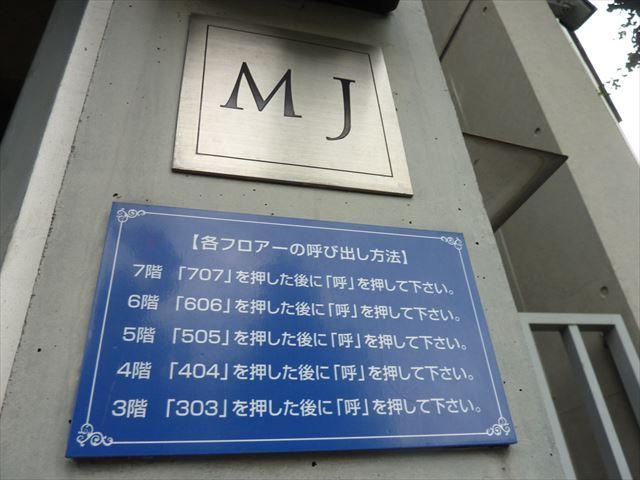 M J
【各フロアーの呼び出し方法】
7階 「707」を押した後に「呼」を押して下さい。
6階 「606」を押した後に「呼」を押して下さい。
5階 「505」を押した後に「呼」を押して下さい。
4階 「404」を押した後に「呼」を押して下さい。
3階 「303」を押した後に「呼」を押して下さい。